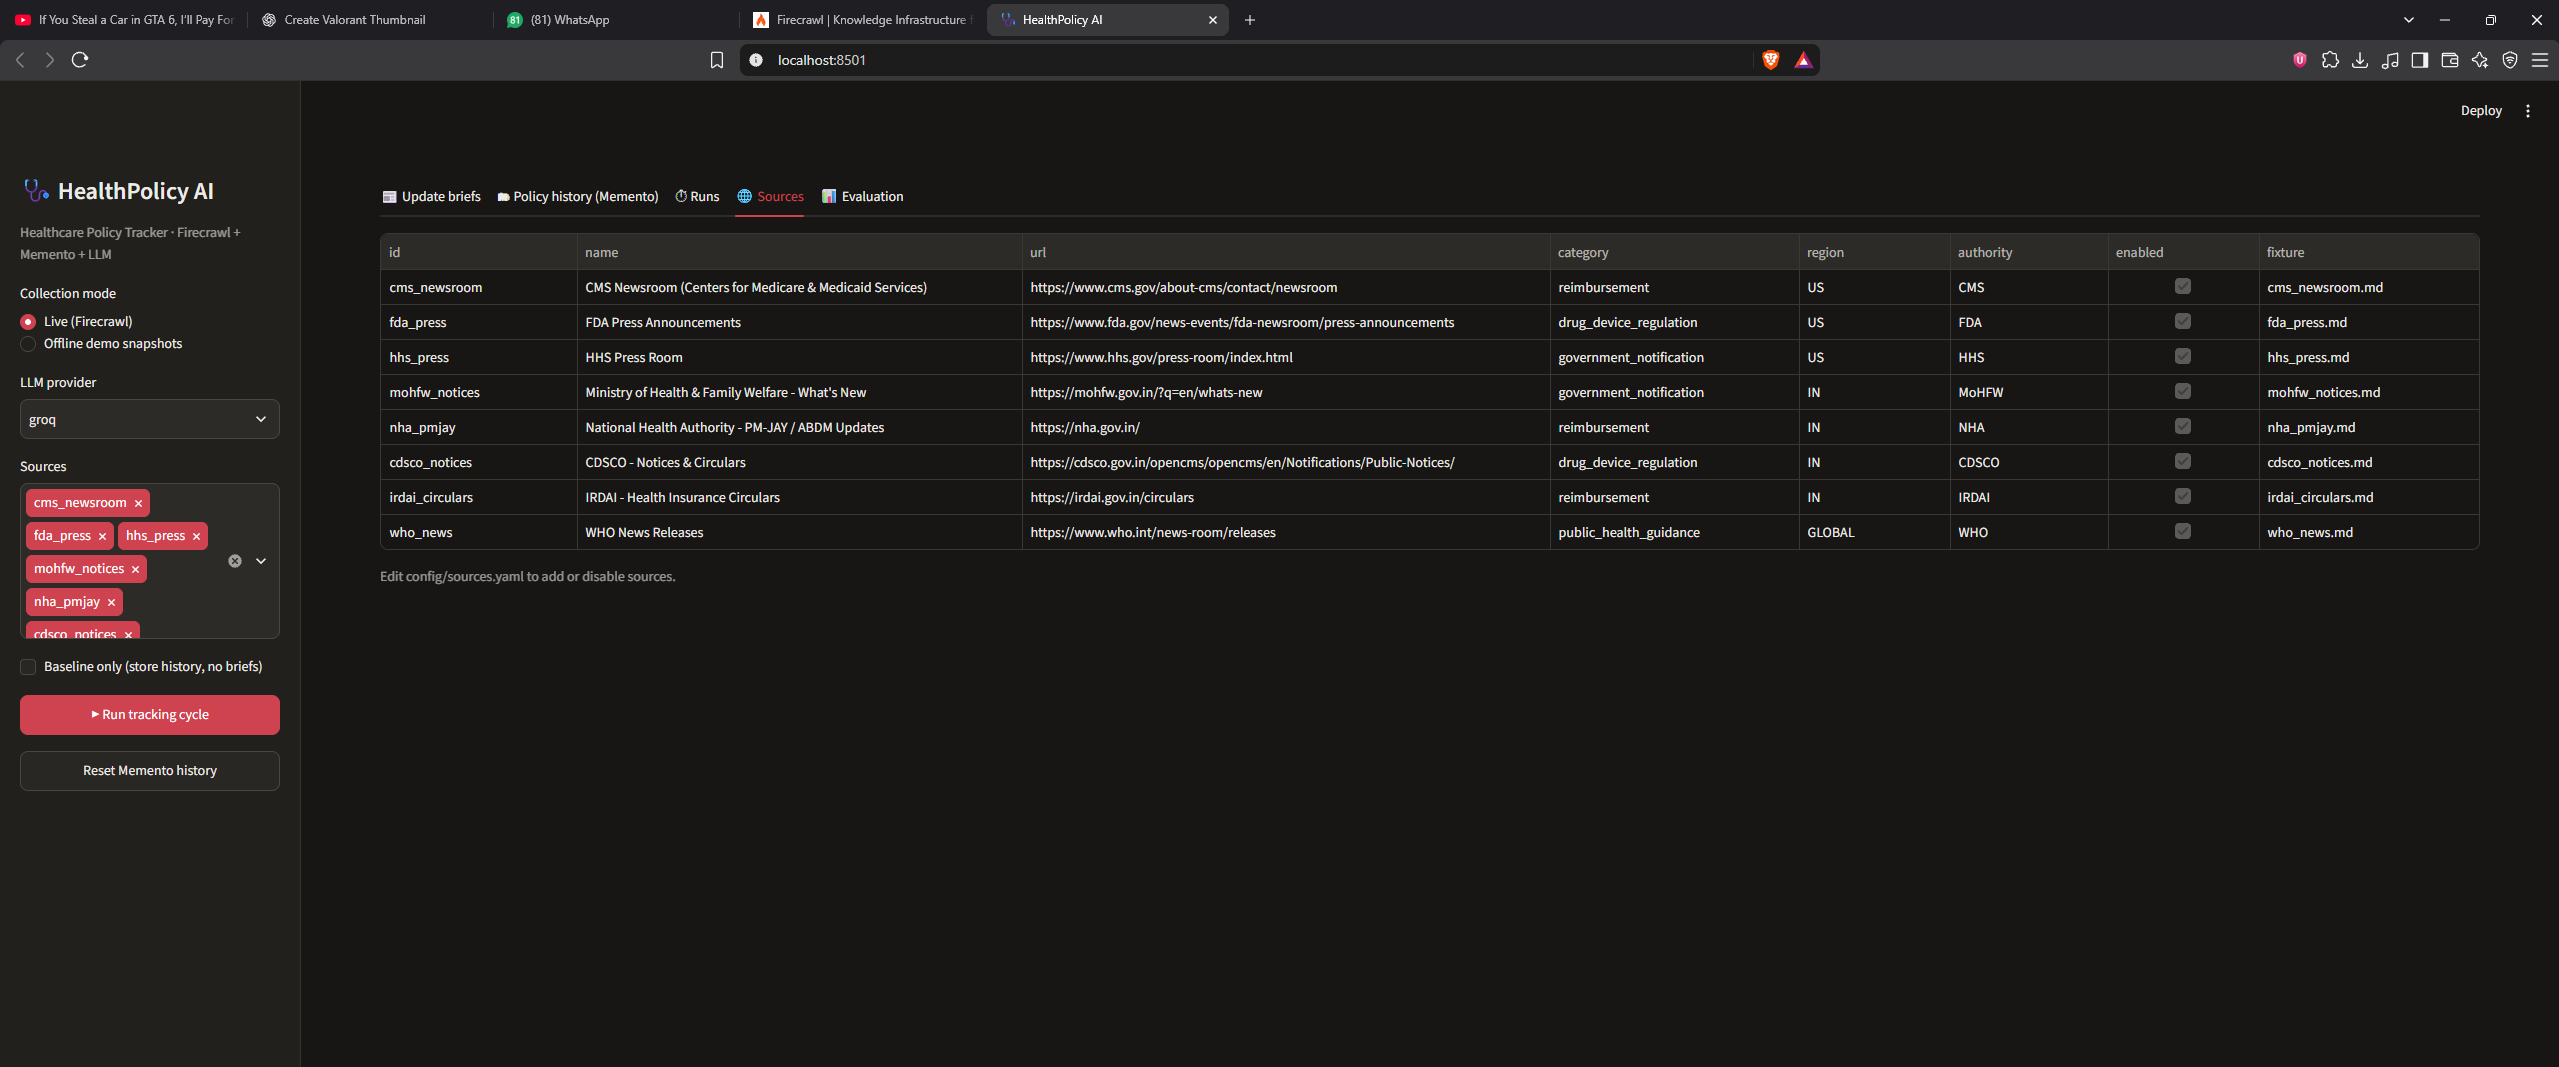 If You Steal a Car in GTA 6, I'll Pay For
Create Valorant Thumbnail
81 (81) WhatsApp
Firecrawl | Knowledge Infrastructure f
HealthPolicy AI
localhost:8501
Deploy
HealthPolicy AI
Healthcare Policy Tracker · Firecrawl +
Memento + LLM
Collection mode
Live (Firecrawl)
Offline demo snapshots
LLM provider
groq
Sources
cms_newsroom
fda_press hhs_press
mohfw_notices
nha_pmjay
cdsco_notices
Baseline only (store history, no briefs)
Run tracking cycle
Reset Memento history
Update briefs Policy history (Memento) Runs Sources Evaluation
id name url category region authority enabled fixture
cms_newsroom CMS Newsroom (Centers for Medicare & Medicaid Services) https://www.cms.gov/about-cms/contact/newsroom reimbursement US CMS cms_newsroom.md
fda_press FDA Press Announcements https://www.fda.gov/news-events/fda-newsroom/press-announcements drug_device_regulation US FDA fda_press.md
hhs_press HHS Press Room https://www.hhs.gov/press-room/index.html government_notification US HHS hhs_press.md
mohfw_notices Ministry of Health & Family Welfare - What's New https://mohfw.gov.in/?q=en/whats-new government_notification IN MoHFW mohfw_notices.md
nha_pmjay National Health Authority - PM-JAY / ABDM Updates https://nha.gov.in/ reimbursement IN NHA nha_pmjay.md
cdsco_notices CDSCO - Notices & Circulars https://cdsco.gov.in/opencms/opencms/en/Notifications/Public-Notices/ drug_device_regulation IN CDSCO cdsco_notices.md
irdai_circulars IRDAI - Health Insurance Circulars https://irdai.gov.in/circulars reimbursement IN IRDAI irdai_circulars.md
who_news WHO News Releases https://www.who.int/news-room/releases public_health_guidance GLOBAL WHO who_news.md
Edit config/sources.yaml to add or disable sources.